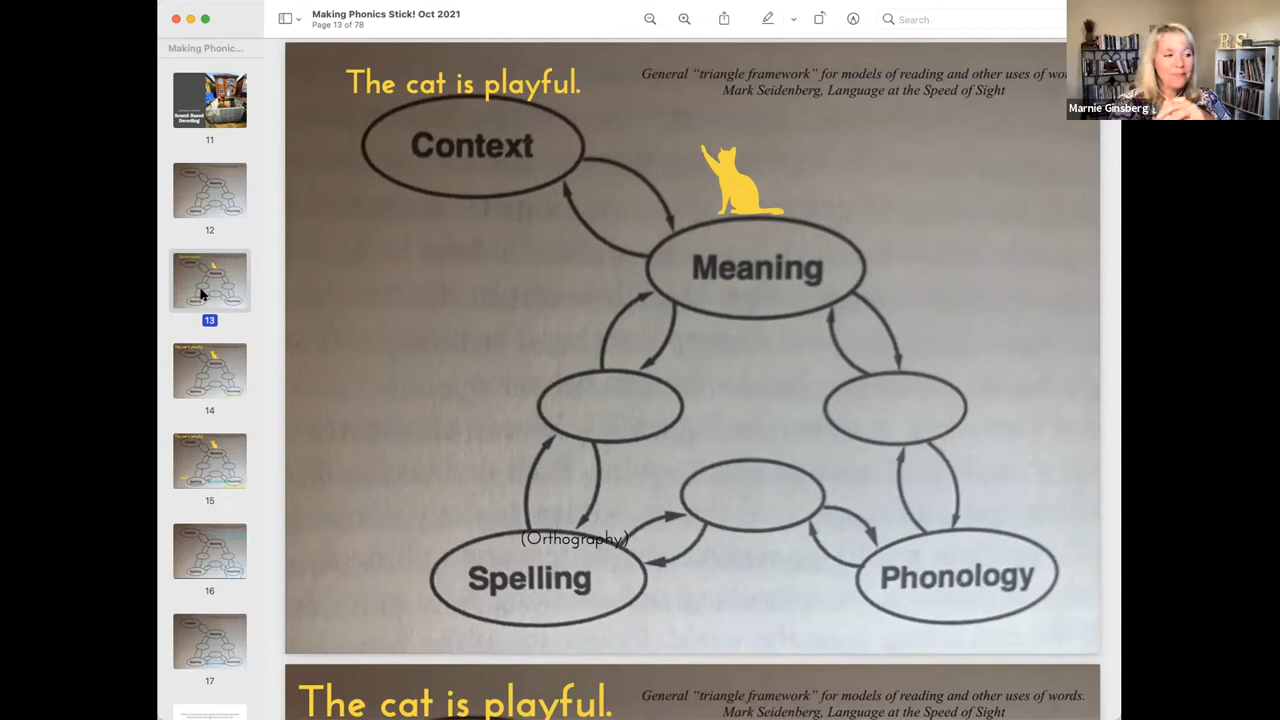 Making Phonics Stick! Oct 2021
Page 13 of 78
Search
Making Phonic...
Sound-Based
Decoding
11
12
13
14
15
16
17
The cat is playful.
General “triangle framework” for models of reading and other uses of
Mark Seidenberg, Language at the Speed of Sight
Context
Meaning
(Orthography)
Spelling
Phonology
The cat is playful.
General “triangle framework” for models of reading and other uses of words.
Mark Seidenberg, Language at the Speed of Sight
RS
Marnie Ginsberg